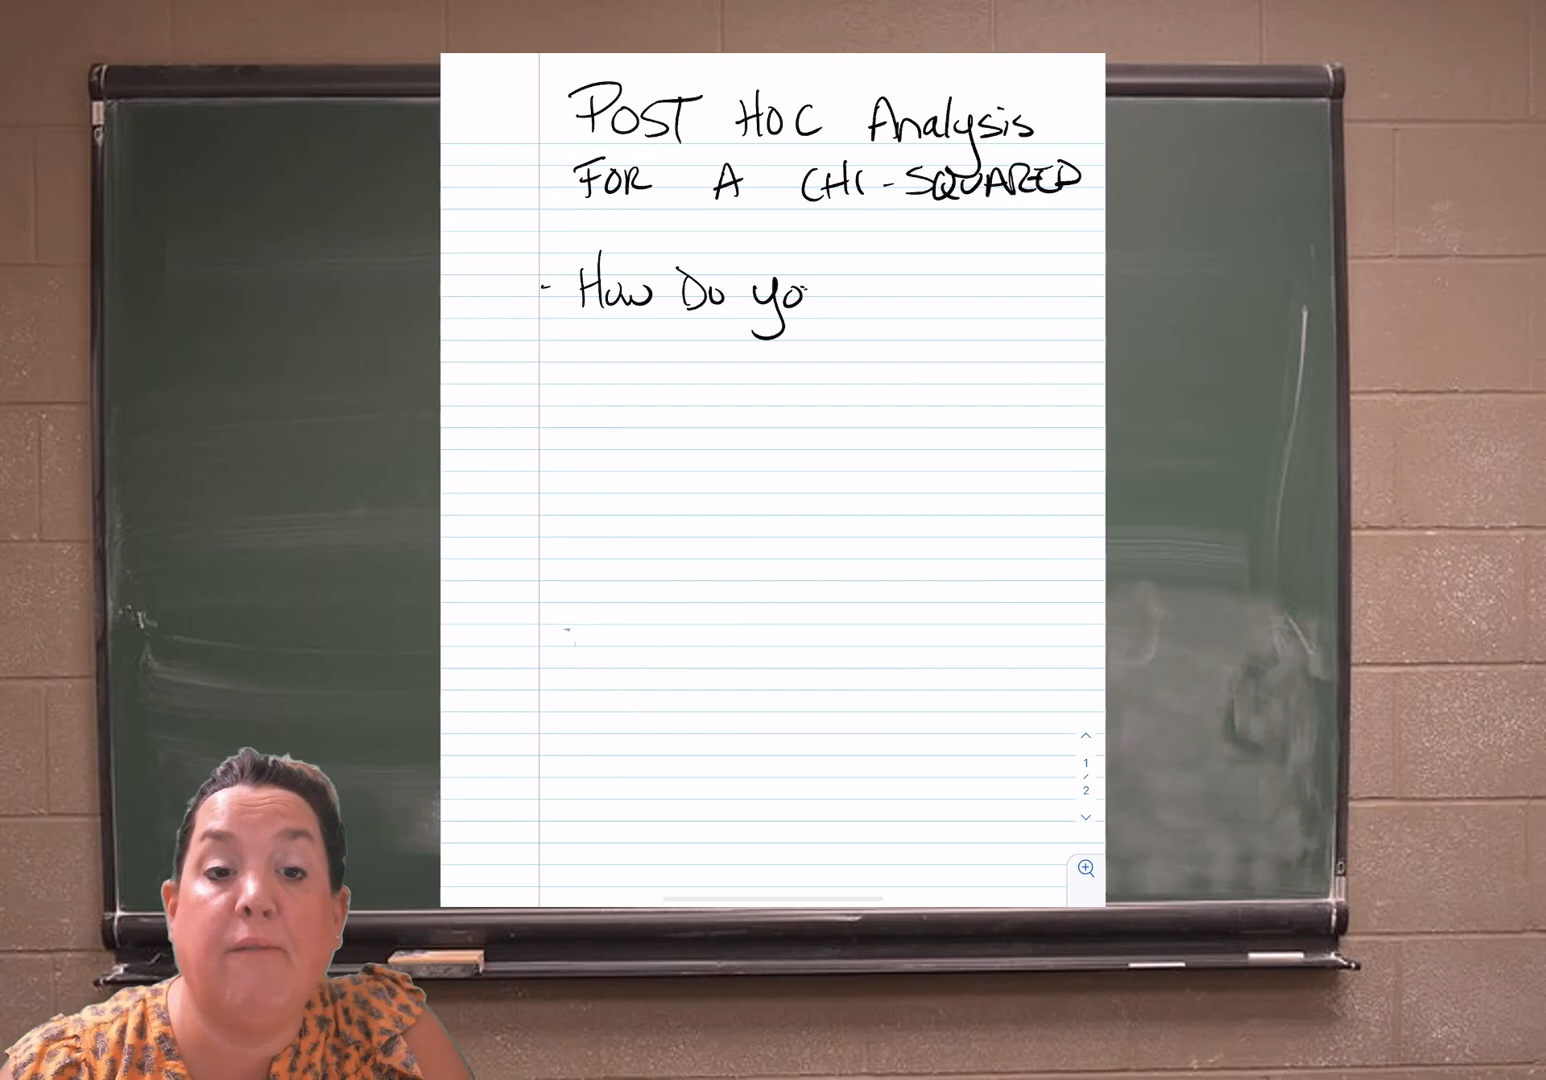 POST HOC Analysis
FOR A CHI-SQUARED
- How Do yo
1
/
2